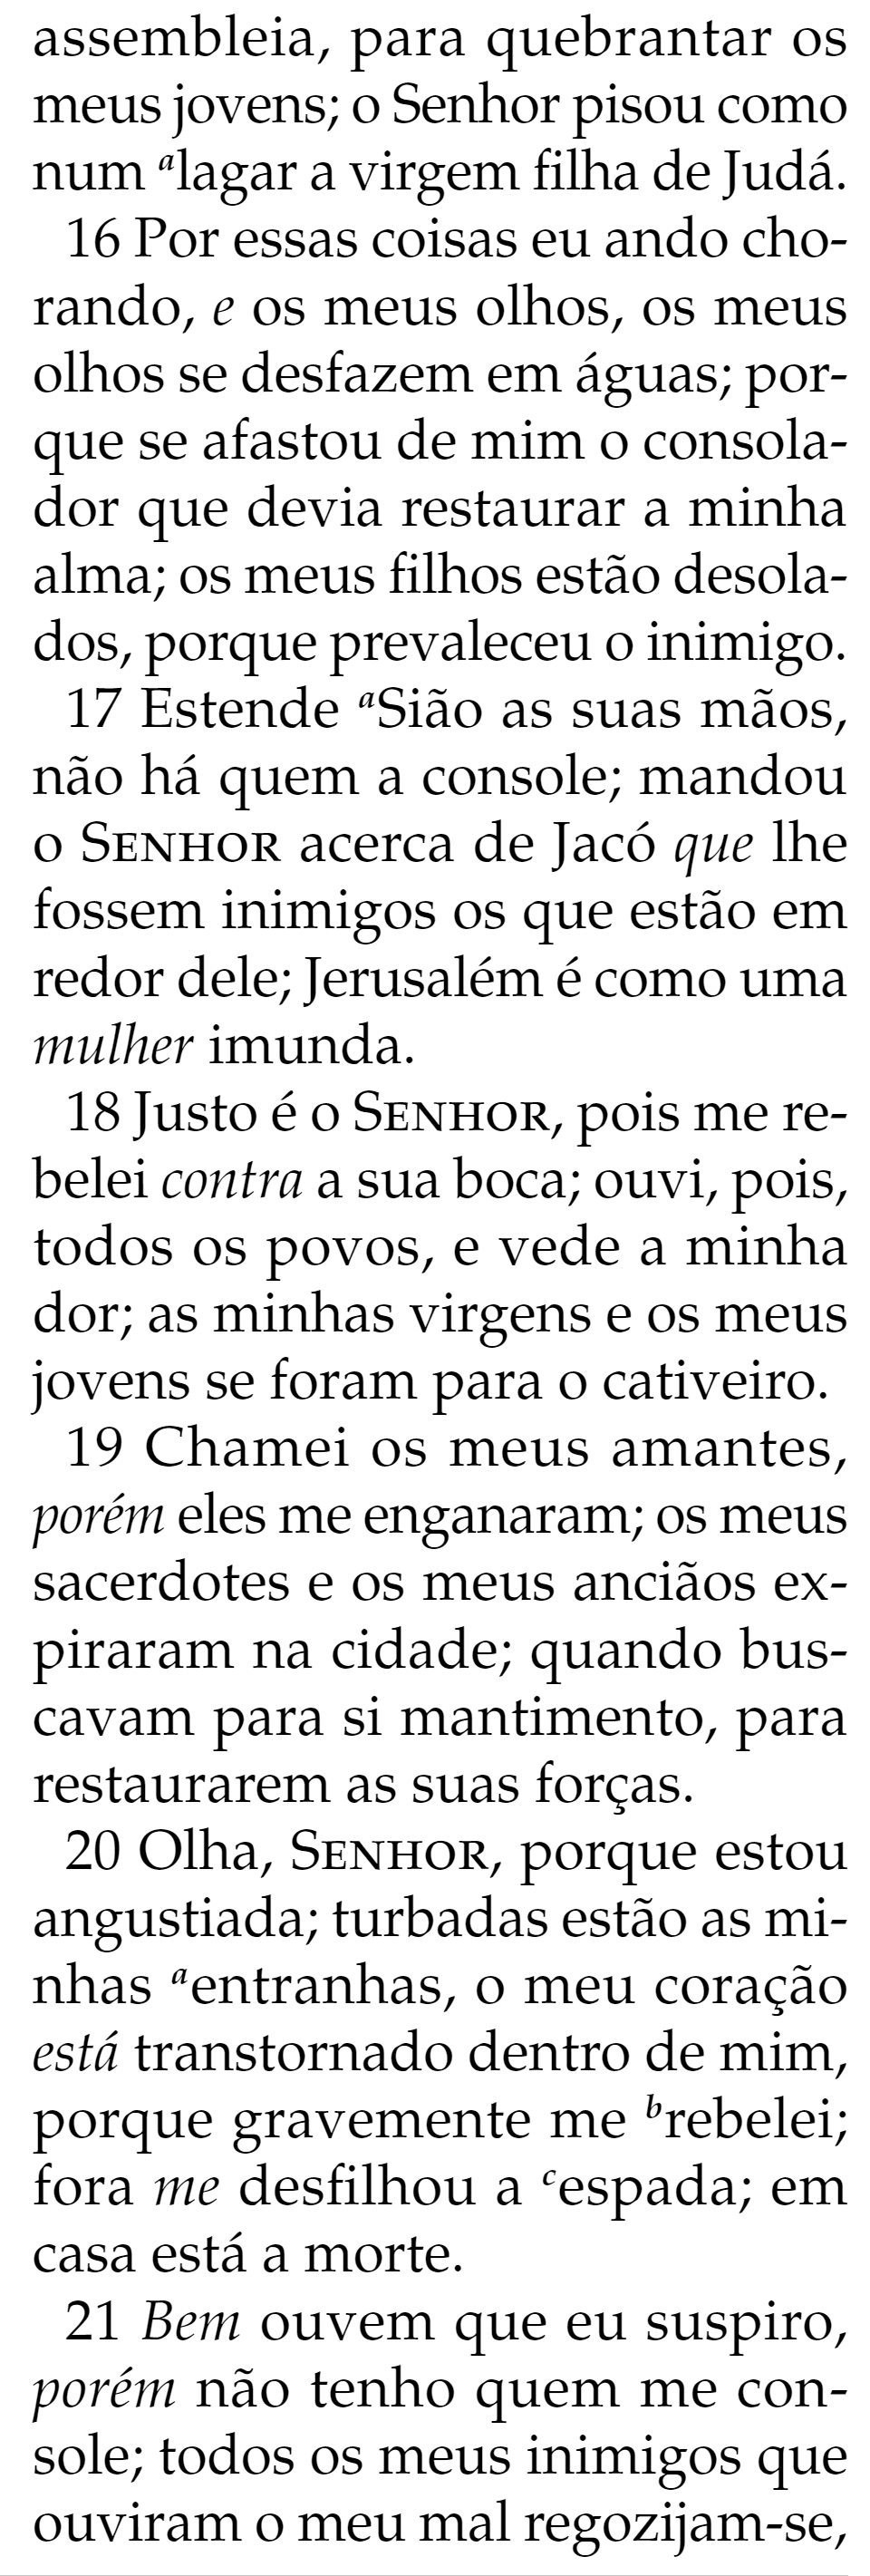 assembleia, para quebrantar os
meus jovens; o Senhor pisou como
num alagar a virgem filha de Judá.
16 Por essas coisas eu ando cho-
rando, e os meus olhos, os meus
olhos se desfazem em águas; por-
que se afastou de mim o consola-
dor que devia restaurar a minha
alma; os meus filhos estão desola-
dos, porque prevaleceu o inimigo.
17 Estende aSião as suas mãos,
não há quem a console; mandou
o SENHOR acerca de Jacó que lhe
fossem inimigos os que estão em
redor dele; Jerusalém é como uma
mulher imunda.
18 Justo é o SENHOR, pois me re-
belei contra a sua boca; ouvi, pois,
todos os povos, e vede a minha
dor; as minhas virgens e os meus
jovens se foram para o cativeiro.
19 Chamei os meus amantes,
porém eles me enganaram; os meus
sacerdotes e os meus anciãos ex-
piraram na cidade; quando bus-
cavam para si mantimento, para
restaurarem as suas forças.
20 Olha, SENHOR, porque estou
angustiada; turbadas estão as mi-
nhas aentranhas, o meu coração
está transtornado dentro de mim,
porque gravemente me brebelei;
fora me desfilhou a cespada; em
casa está a morte.
21 Bem ouvem que eu suspiro,
porém não tenho quem me con-
sole; todos os meus inimigos que
ouviram o meu mal regozijam-se,